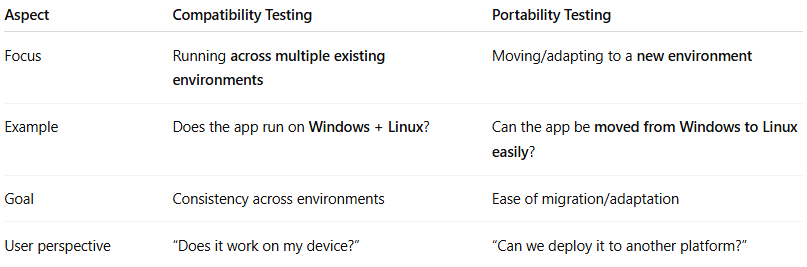 Aspect Compatibility Testing Portability Testing
Focus Running across multiple existing environments Moving/adapting to a new environment
Example Does the app run on Windows + Linux? Can the app be moved from Windows to Linux easily?
Goal Consistency across environments Ease of migration/adaptation
User perspective “Does it work on my device?” “Can we deploy it to another platform?”